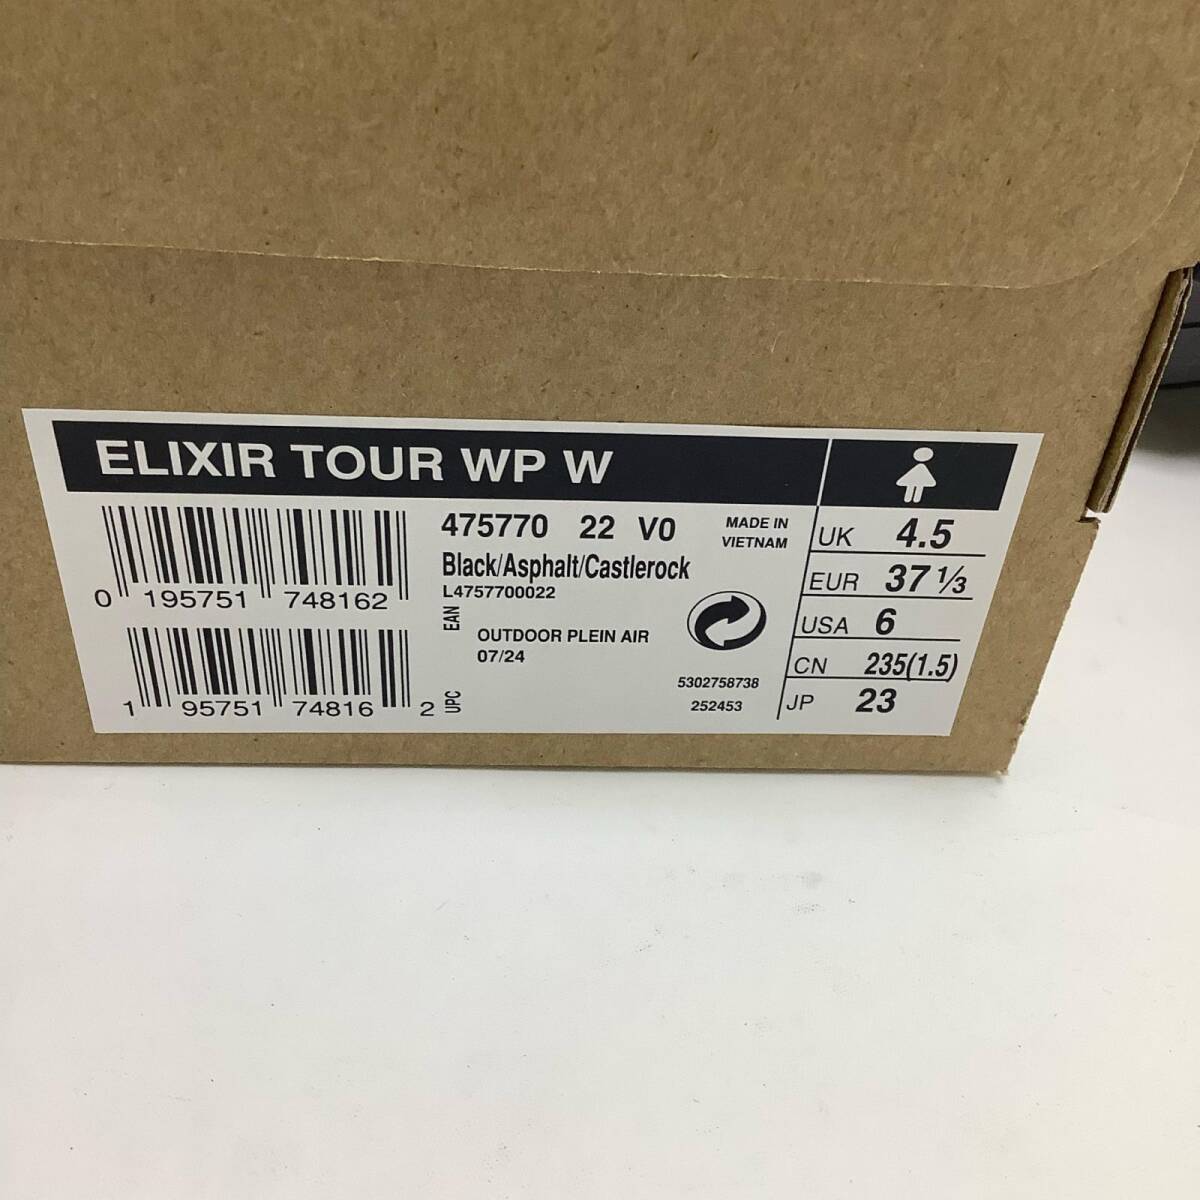 ELIXIR TOUR WP W
0 195751 748162
1 95751 74816 2
EAN
UPC
475770 22 V0
Black/Asphalt/Castlerock
L4757700022
OUTDOOR PLEIN AIR
07/24
MADE IN
VIETNAM
5302758738
252453
UK 4.5
EUR 37 1/3
USA 6
CN 235(1.5)
JP 23